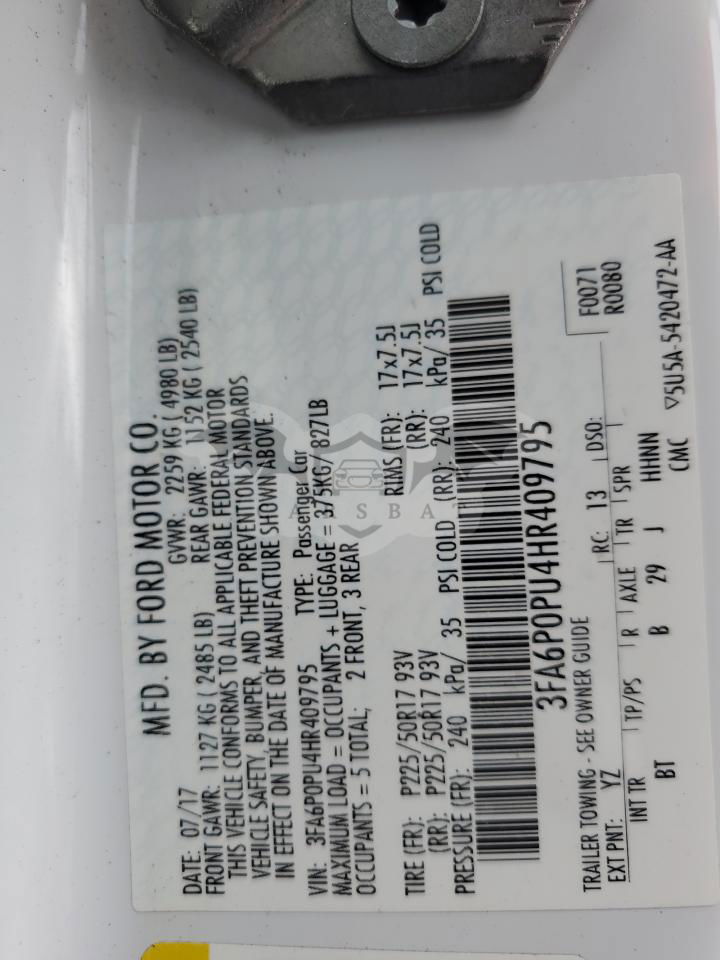 MFD. BY FORD MOTOR CO.
DATE: 07/17 GVWR: 2259 KG ( 4980 LB)
FRONT GAWR: 1127 KG ( 2485 LB) REAR GAWR: 1152 KG ( 2540 LB)
THIS VEHICLE CONFORMS TO ALL APPLICABLE FEDERAL MOTOR
VEHICLE SAFETY, BUMPER, AND THEFT PREVENTION STANDARDS
IN EFFECT ON THE DATE OF MANUFACTURE SHOWN ABOVE.
VIN: 3FA6P0PU4HR409795 TYPE: Passenger Car
MAXIMUM LOAD = OCCUPANTS + LUGGAGE = 375KG/ 827LB
OCCUPANTS = 5 TOTAL; 2 FRONT, 3 REAR
TIRE (FR): P225/50R17 93V RIMS (FR): 17x7.5J
(RR): P225/50R17 93V (RR): 17x7.5J
PRESSURE (FR): 240 kPa/ 35 PSI COLD (RR): 240 kPa/ 35 PSI COLD
3FA6P0PU4HR409795
TRAILER TOWING - SEE OWNER GUIDE F0071
EXT PNT: YZ RC: 13 DSO: R0080
INT TR TP/PS R AXLE TR SPR
BT B 29 J HHNN
CMC ▽5U5A-5420472-AA